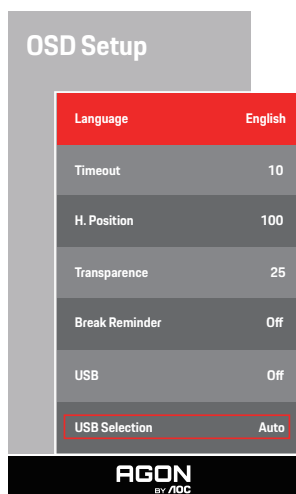 OSD Setup
Language English
Timeout 10
H. Position 100
Transparence 25
Break Reminder Off
USB Off
USB Selection Auto
AGON
BY AOC